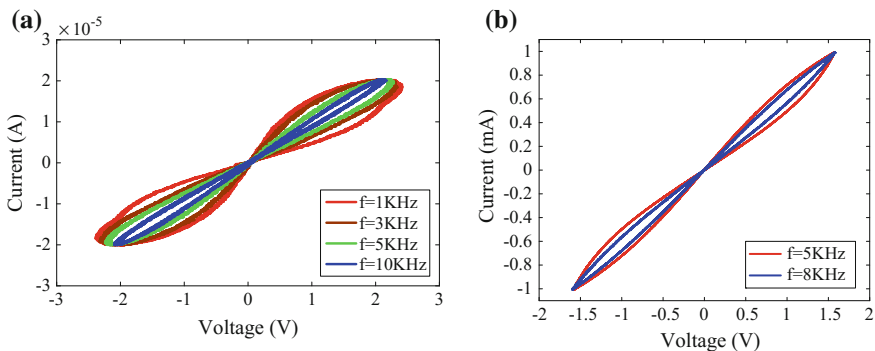 (a)
×10⁻⁵
3
2
1
0
-1
-2
-3
Current (A)
-3 -2 -1 0 1 2 3
Voltage (V)
f=1KHz
f=3KHz
f=5KHz
f=10KHz
(b)
1
0.8
0.6
0.4
0.2
0
-0.2
-0.4
-0.6
-0.8
-1
Current (mA)
-2 -1.5 -1 -0.5 0 0.5 1 1.5 2
Voltage (V)
f=5KHz
f=8KHz